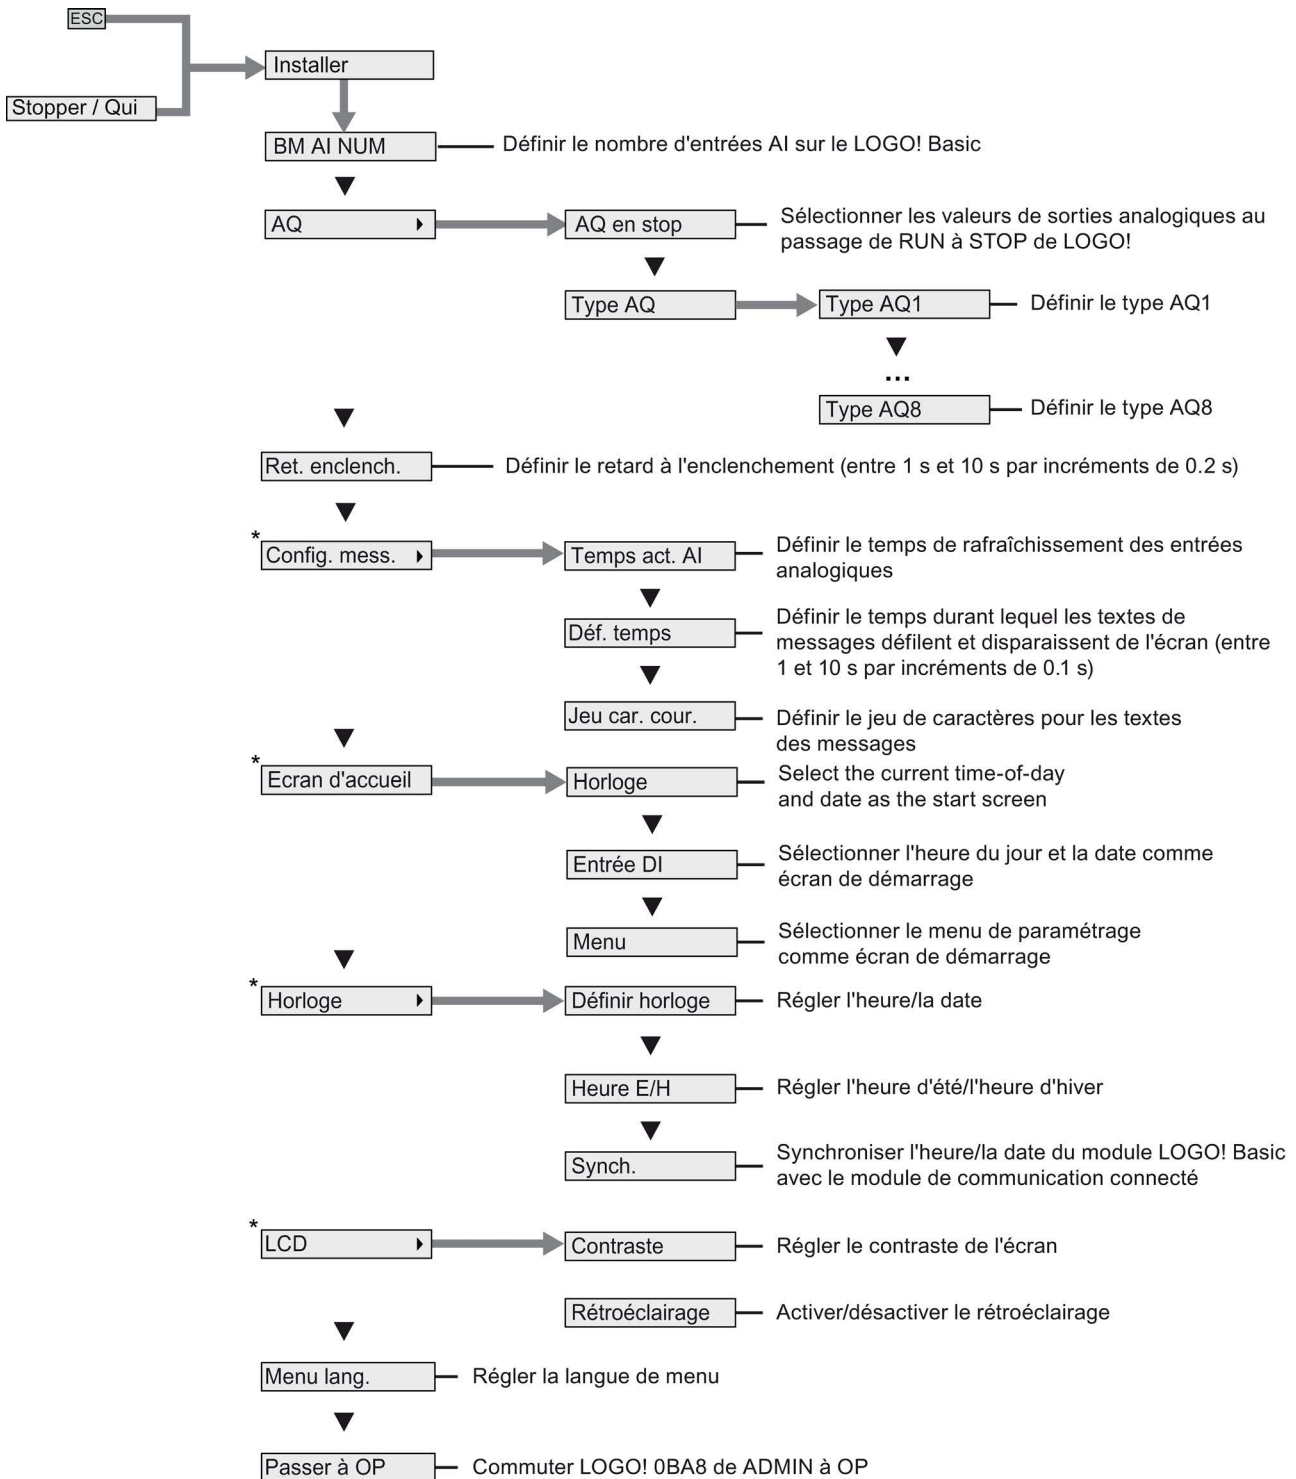 ESC
Installer
Stopper / Qui
BM AI NUM
Définir le nombre d'entrées AI sur le LOGO! Basic
AQ
AQ en stop
Sélectionner les valeurs de sorties analogiques au
passage de RUN à STOP de LOGO!
Type AQ
Type AQ1
Définir le type AQ1
...
Type AQ8
Définir le type AQ8
Ret. enclench.
Définir le retard à l'enclenchement (entre 1 s et 10 s par incréments de 0.2 s)
*
Config. mess.
Temps act. AI
Définir le temps de rafraîchissement des entrées
analogiques
Déf. temps
Définir le temps durant lequel les textes de
messages défilent et disparaissent de l'écran (entre
1 et 10 s par incréments de 0.1 s)
Jeu car. cour.
Définir le jeu de caractères pour les textes
des messages
*
Ecran d'accueil
Horloge
Select the current time-of-day
and date as the start screen
Entrée DI
Sélectionner l'heure du jour et la date comme
écran de démarrage
Menu
Sélectionner le menu de paramétrage
comme écran de démarrage
*
Horloge
Définir horloge
Régler l'heure/la date
Heure E/H
Régler l'heure d'été/l'heure d'hiver
Synch.
Synchroniser l'heure/la date du module LOGO! Basic
avec le module de communication connecté
*
LCD
Contraste
Régler le contraste de l'écran
Rétroéclairage
Activer/désactiver le rétroéclairage
Menu lang.
Régler la langue de menu
Passer à OP
Commuter LOGO! 0BA8 de ADMIN à OP